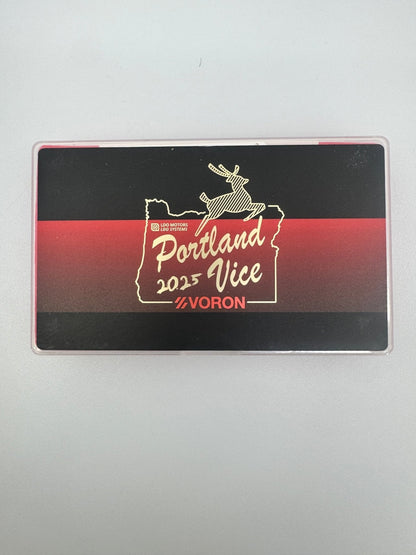 LDO MOTORS
LDO SYSTEMS
Portland
2025 Vice
VORON